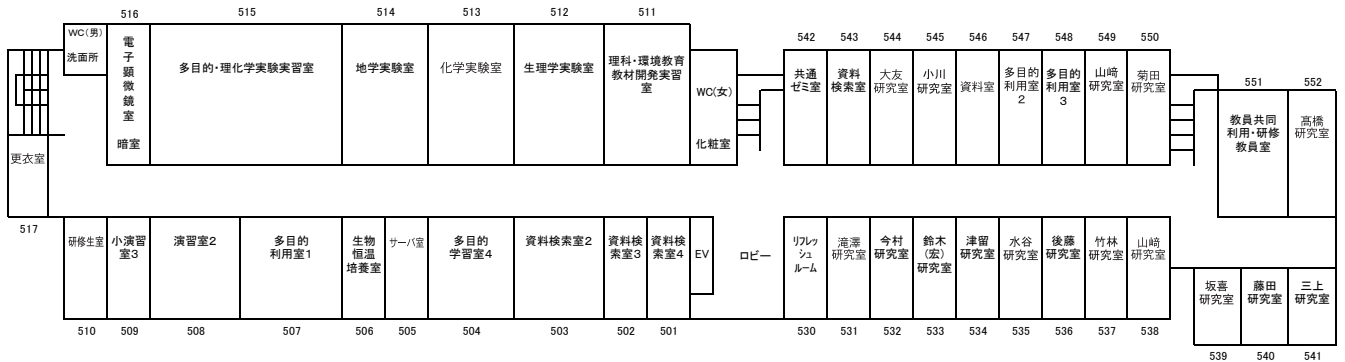 516
515
514
513
512
511
542
543
544
545
546
547
548
549
550
551
552
WC(男)
洗面所
電
子
顕
微
鏡
室
暗室
多目的・理化学実験実習室
地学実験室
化学実験室
生理学実験室
理科・環境教育
教材開発実習
室
WC(女)
化粧室
共通
ゼミ室
資料
検索室
大友
研究室
小川
研究室
資料室
多目的
利用室
2
多目的
利用室
3
山﨑
研究室
菊田
研究室
教員共同
利用・研修
教員室
髙橋
研究室
更衣室
517
研修生室
小演習
室3
演習室2
多目的
利用室1
生物
恒温
培養室
サーバ室
多目的
学習室4
資料検索室2
資料検
索室3
資料検
索室4
EV
ロビー
リフレッ
シュ
ルーム
滝澤
研究室
今村
研究室
鈴木
(宏)
研究室
津留
研究室
水谷
研究室
後藤
研究室
竹林
研究室
山﨑
研究室
坂喜
研究室
藤田
研究室
三上
研究室
510
509
508
507
506
505
504
503
502
501
530
531
532
533
534
535
536
537
538
539
540
541